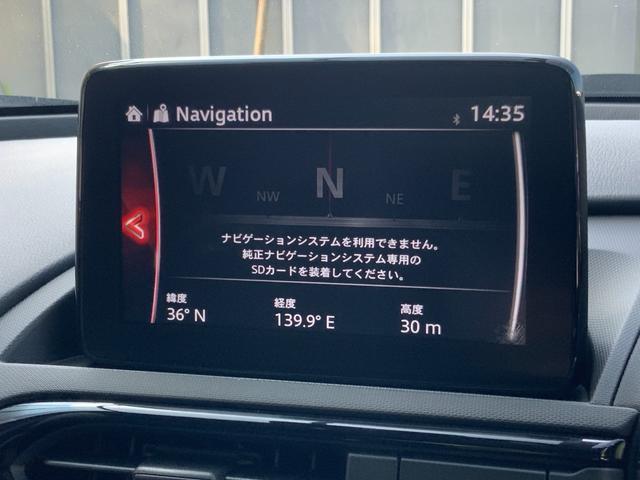 Navigation
14:35
W NW N NE E
ナビゲーションシステムを利用できません。
純正ナビゲーションシステム専用の
SDカードを装着してください。
緯度 経度 高度
36° N 139.9° E 30 m